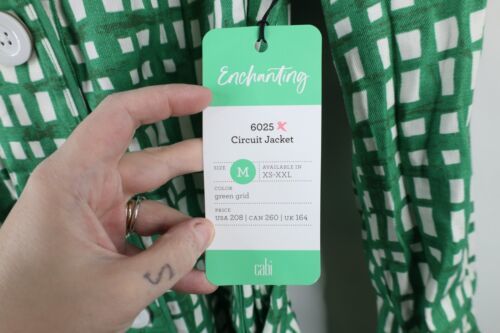 Enchanting
6025
Circuit Jacket
SIZE
M
AVAILABLE IN
XS-XXL
COLOR
green grid
PRICE
USA 208 | CAN 260 | UK 164
cabi
S